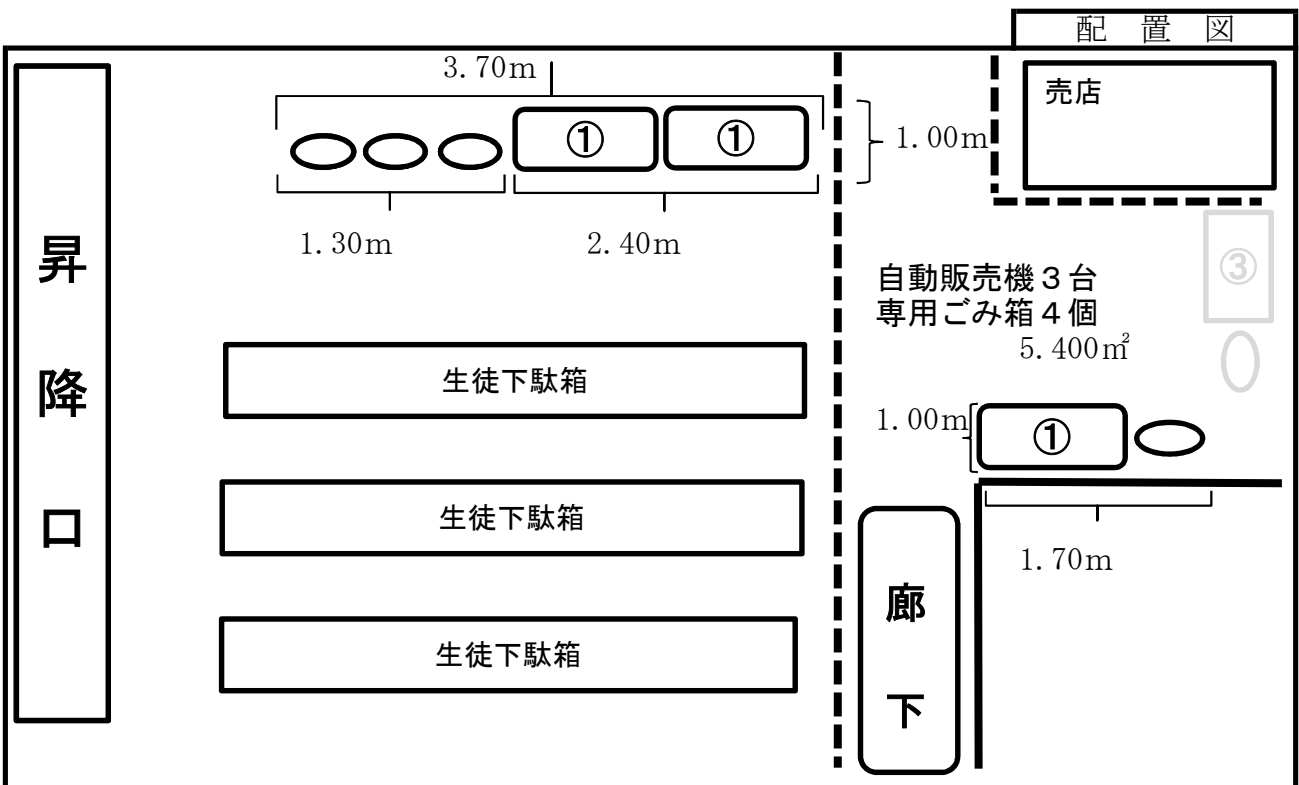 配 置 図
3.70m
売店
① ①
1.00m
1.30m
2.40m
昇降口
③
自動販売機３台
専用ごみ箱４個
5.400㎡
生徒下駄箱
1.00m
①
生徒下駄箱
1.70m
廊下
生徒下駄箱